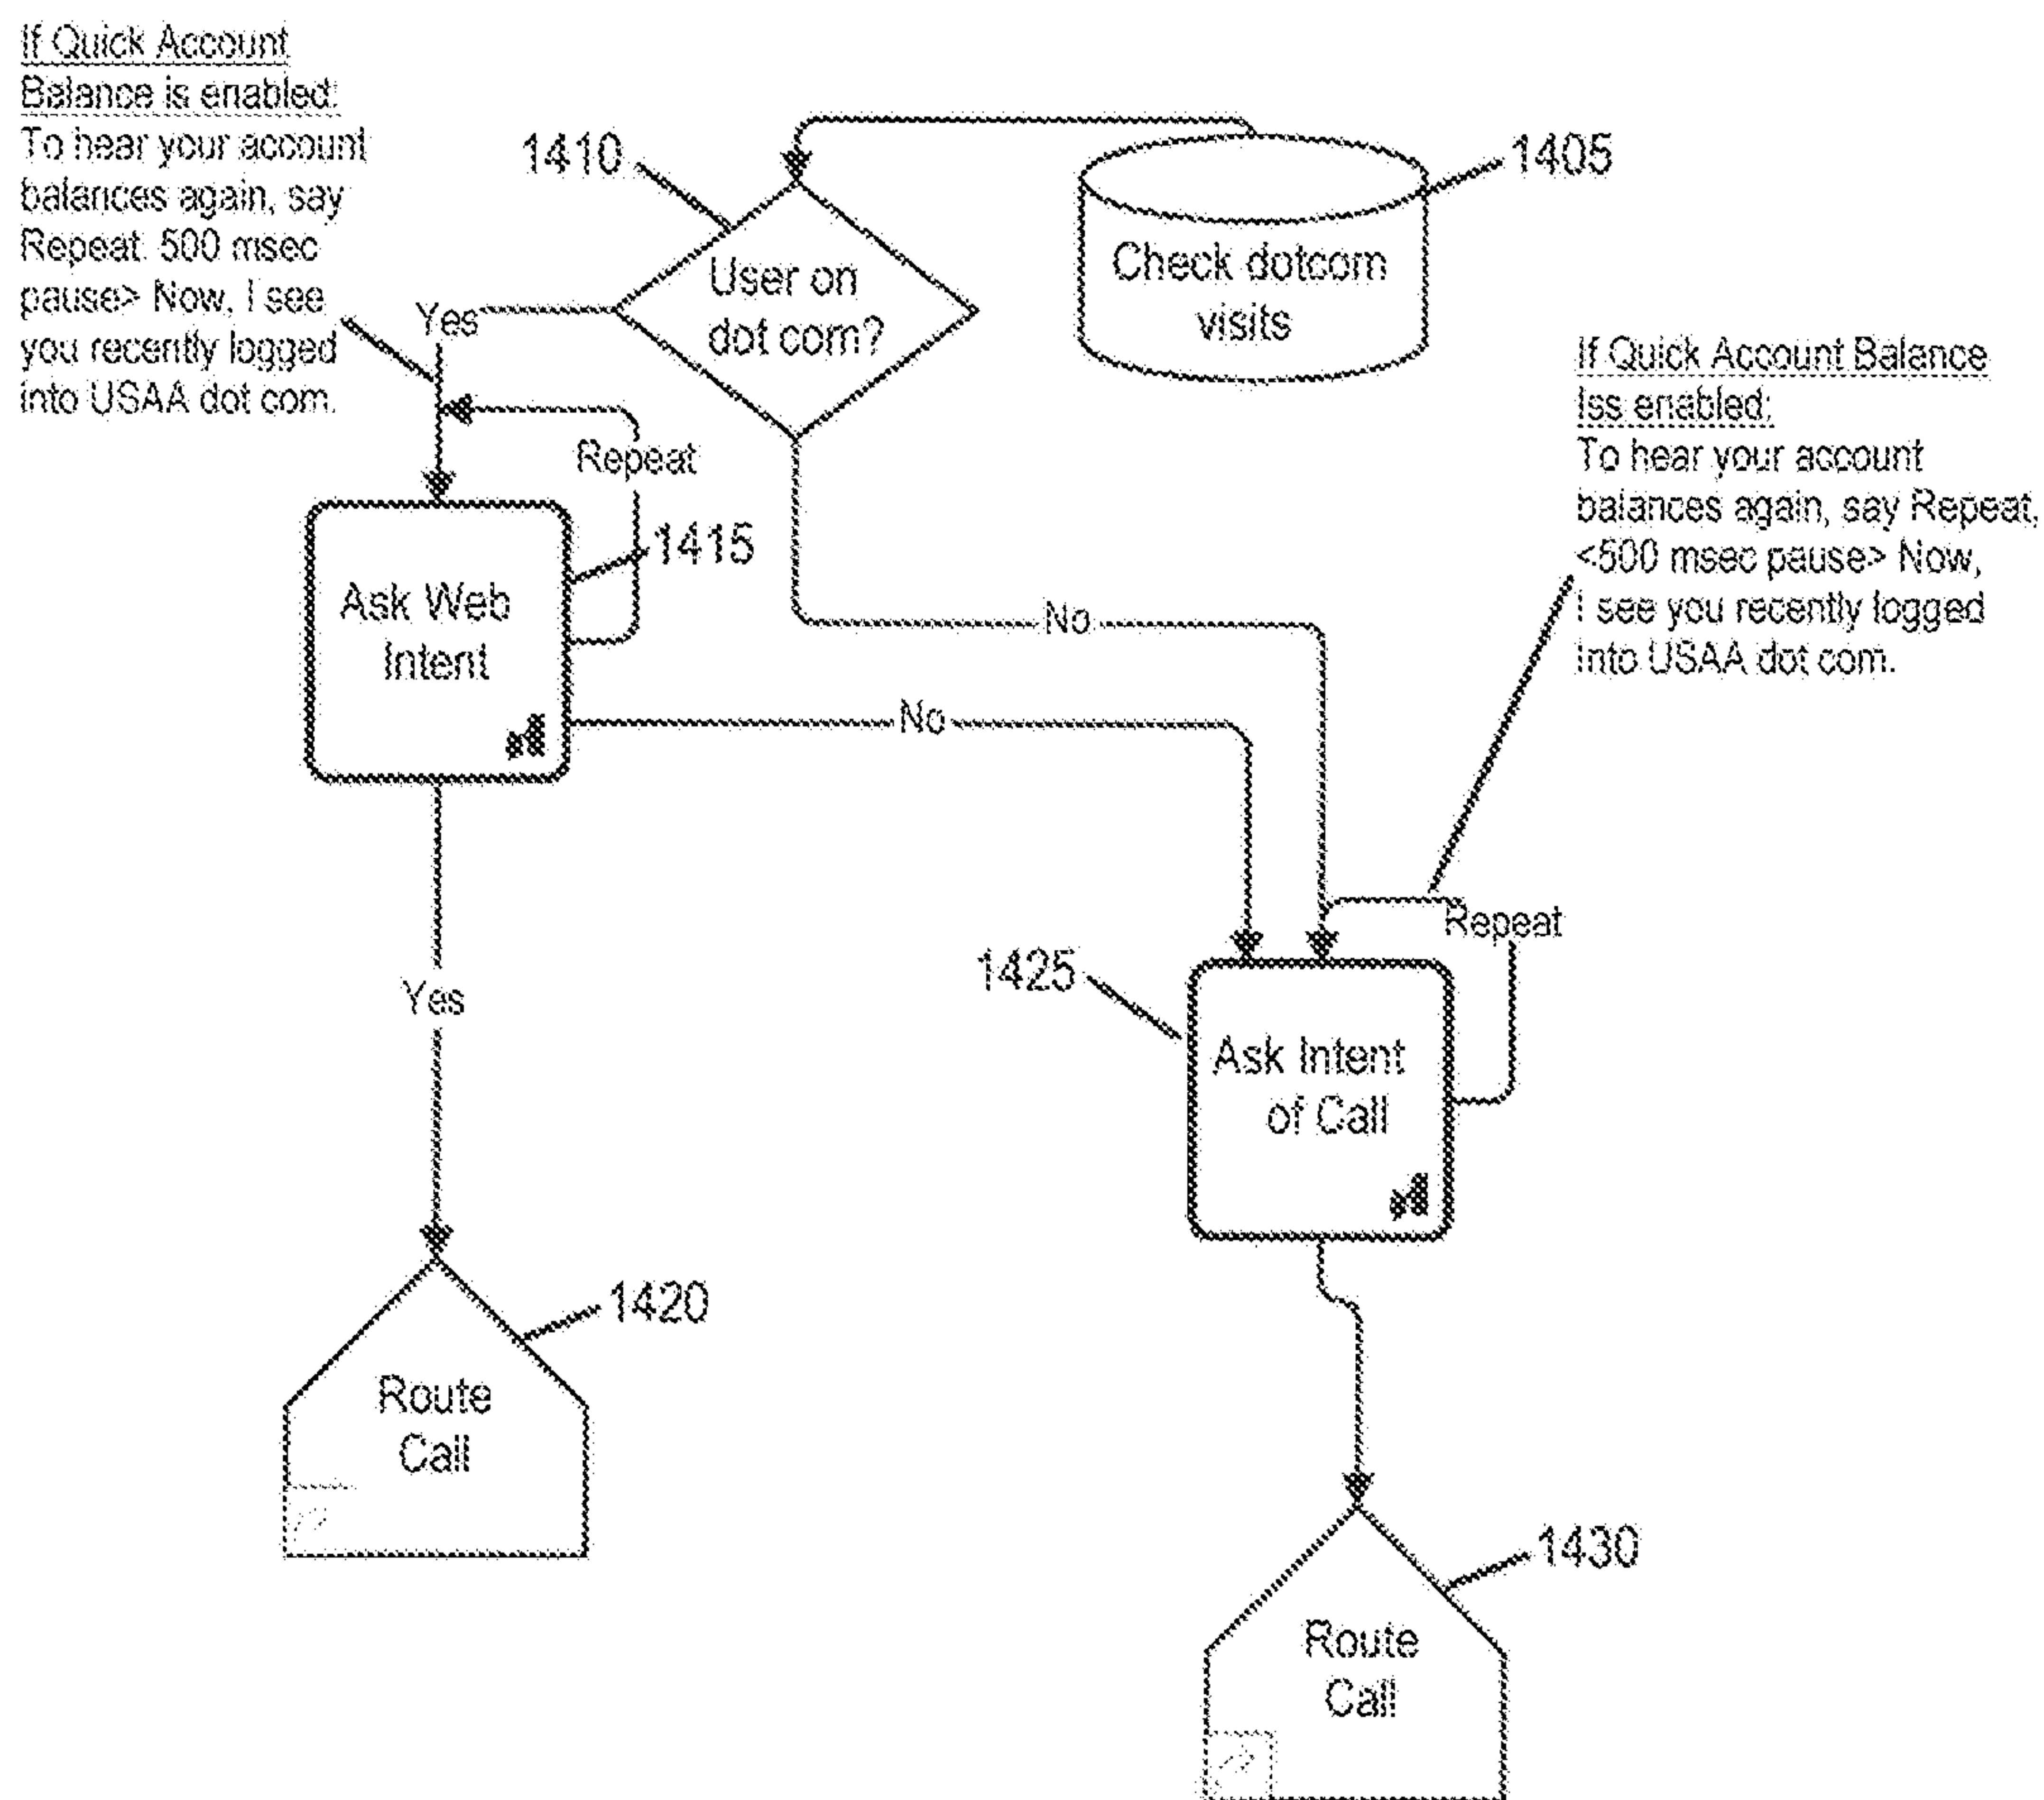 If Quick Account
Balance is enabled:
To hear your account
balances again, say
Repeat. 500 msec
pause> Now, I see
you recently logged
into USAA dot com.
1410
1405
User on
dot com?
Check dotcom
visits
Yes
If Quick Account Balance
Iss enabled:
To hear your account
balances again, say Repeat,
<500 msec pause> Now,
I see you recently logged
into USAA dot com.
Repeat
1415
Ask Web
Intent
No
No
Repeat
1425
Yes
Ask Intent
of Call
1420
Route
Call
1430
Route
Call